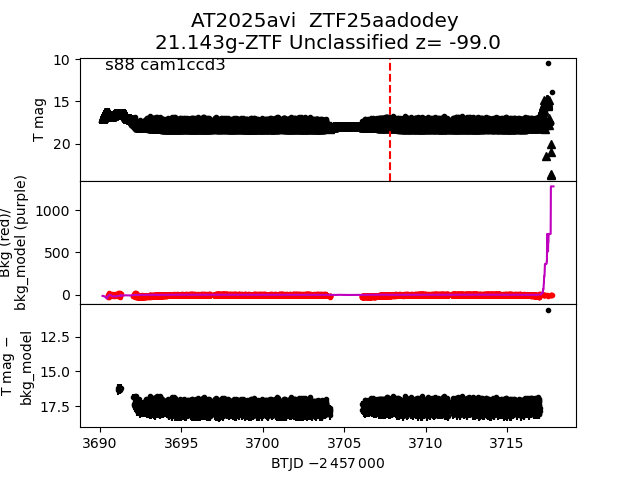 AT2025avi  ZTF25aadodey
21.143g-ZTF Unclassified z= -99.0
s88 cam1ccd3
T mag
10
15
20
Bkg (red)/
bkg_model (purple)
1000
500
0
T mag −
bkg_model
12.5
15.0
17.5
3690 3695 3700 3705 3710 3715
BTJD −2 457 000